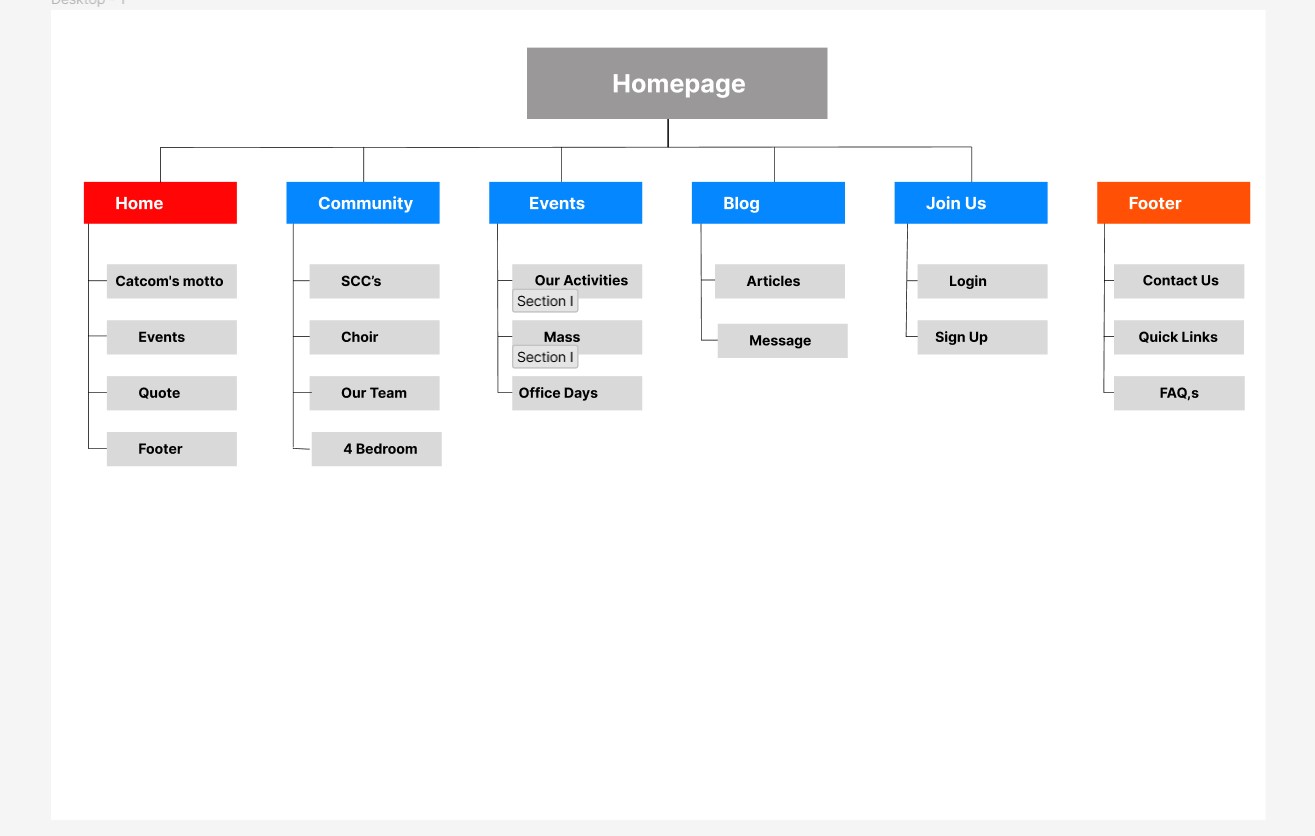 Desktop - 1
Homepage
Home
Community
Events
Blog
Join Us
Footer
Catcom's motto
Events
Quote
Footer
SCC’s
Choir
Our Team
4 Bedroom
Our Activities
Section I
Mass
Section I
Office Days
Articles
Message
Login
Sign Up
Contact Us
Quick Links
FAQ,s